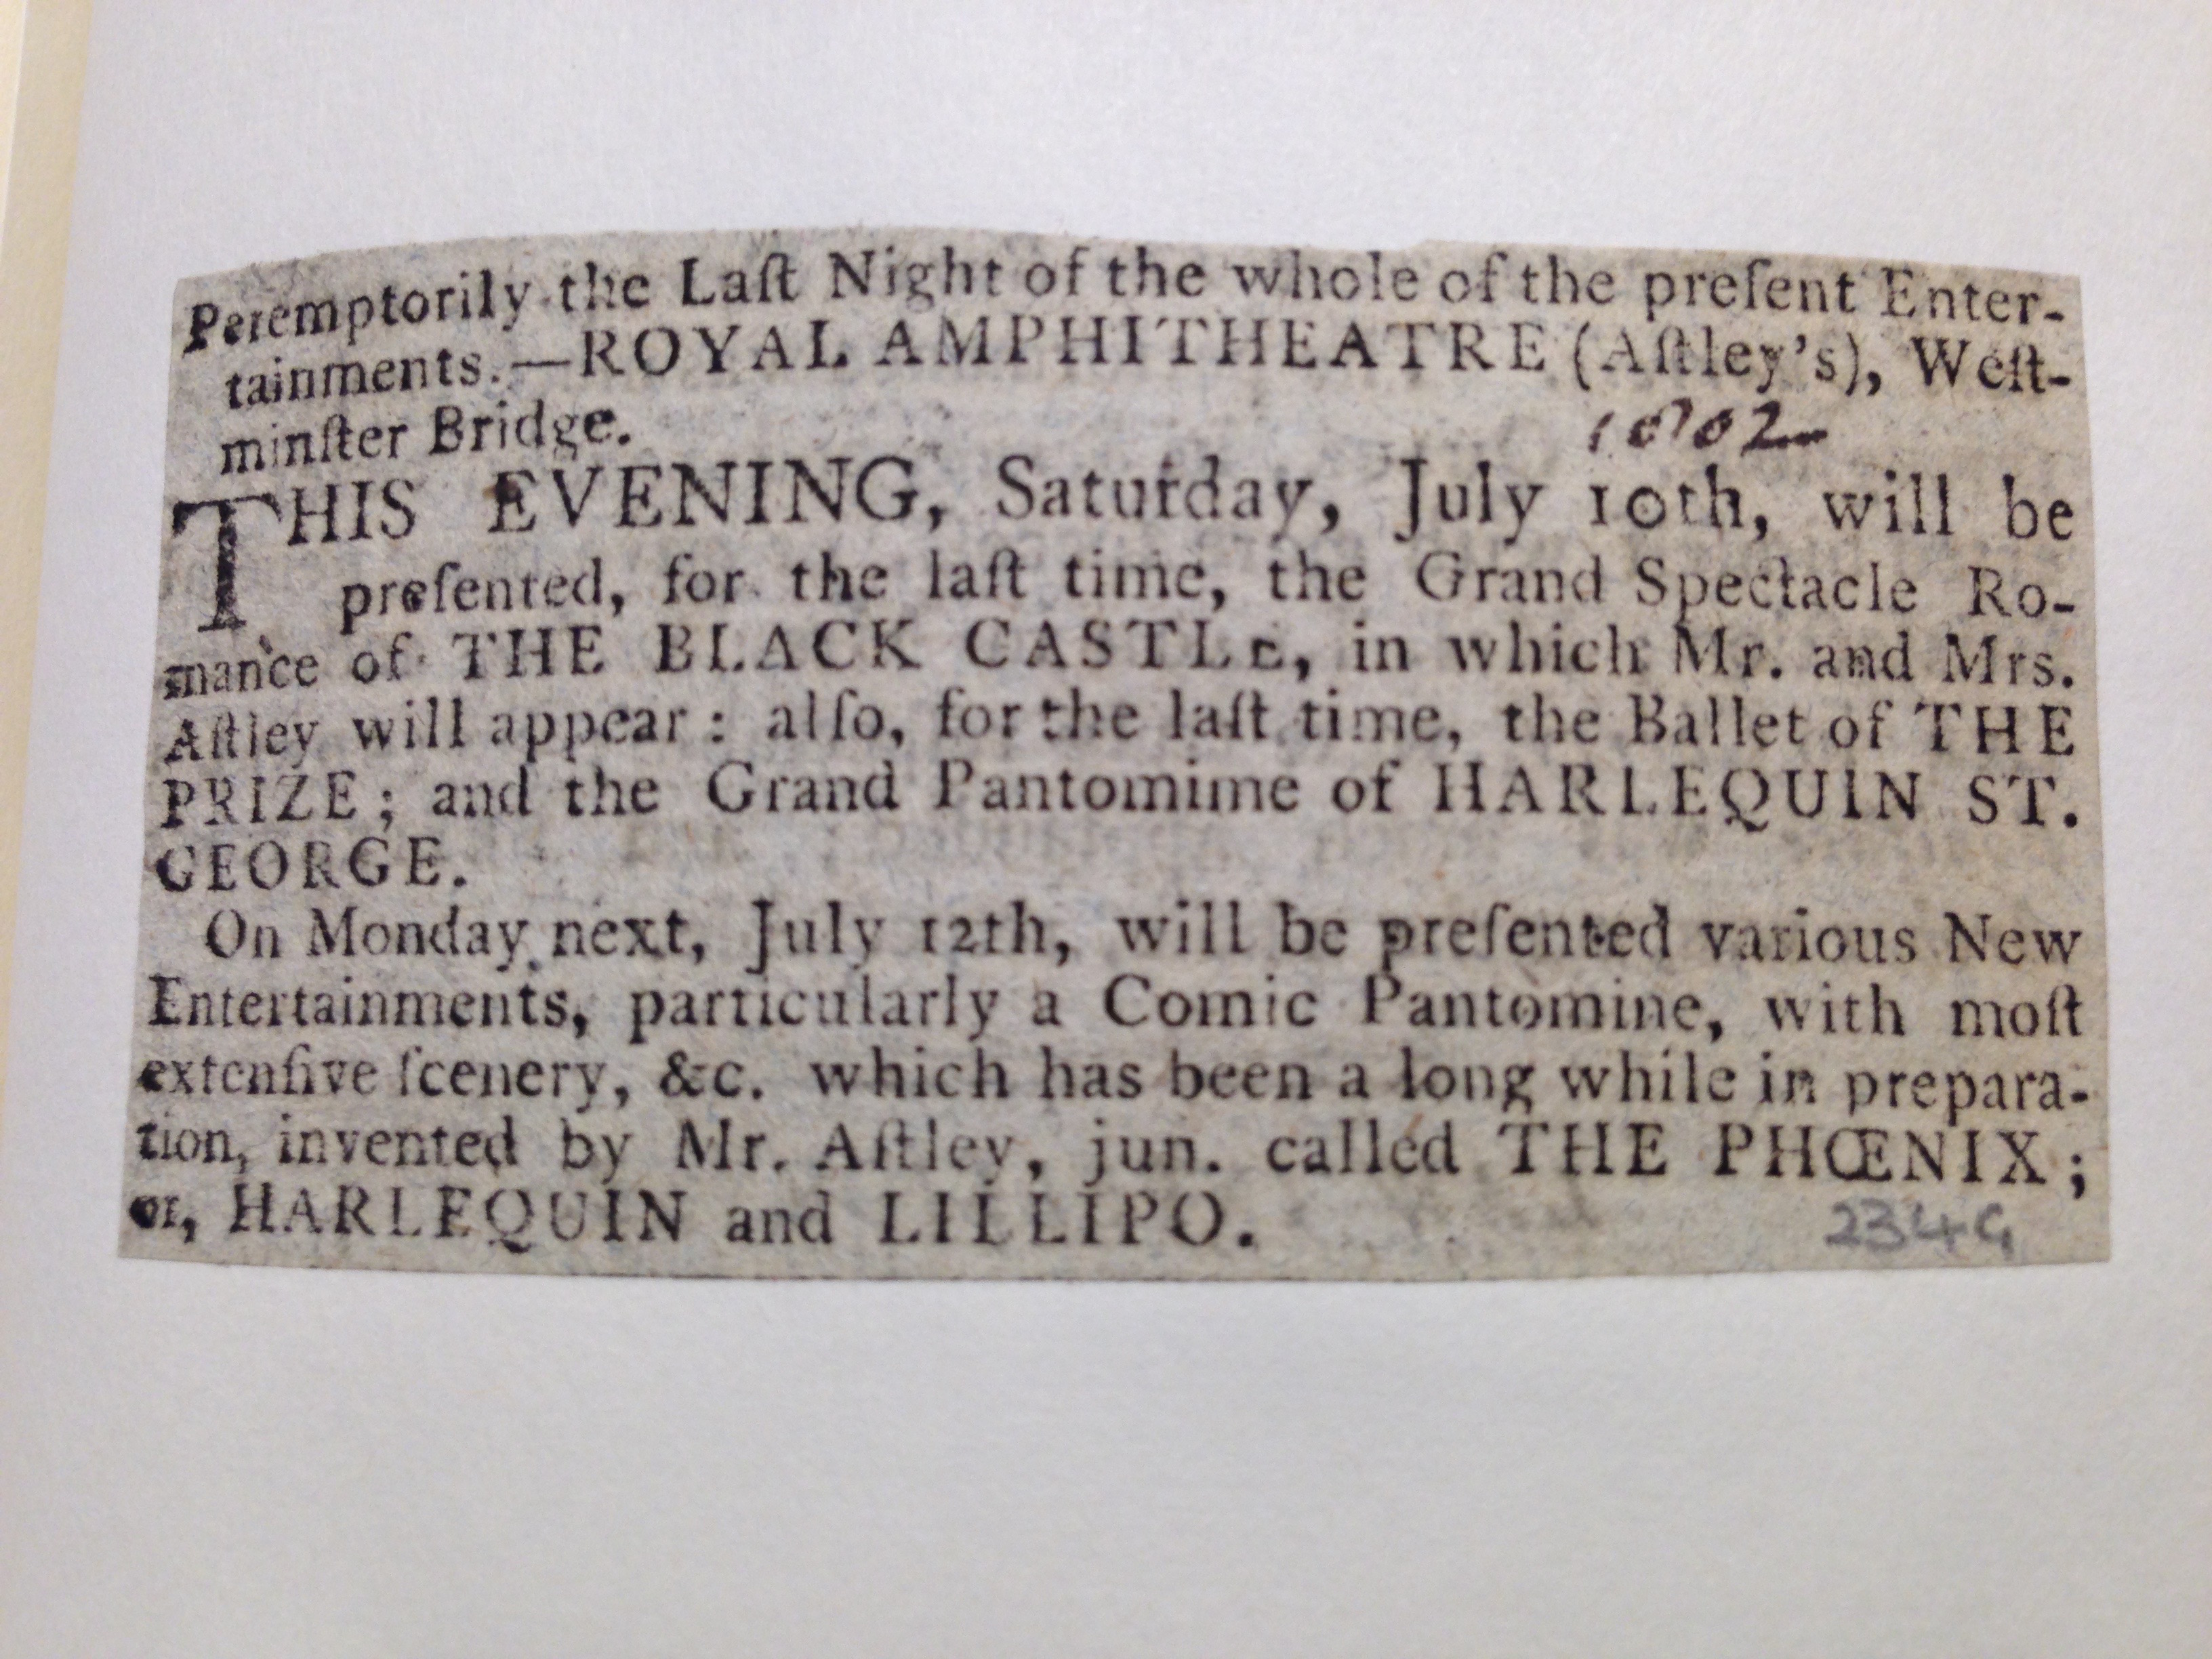 Peremptorily the Laſt Night of the whole of the preſent Enter-
tainments.—ROYAL AMPHITHEATRE (Aſtley's), Weſt-
minſter Bridge.
1802
THIS EVENING, Saturday, July 10th, will be
preſented, for the laſt time, the Grand Spectacle Ro-
mance of THE BLACK CASTLE, in which Mr. and Mrs.
Aſtley will appear: alſo, for the laſt time, the Ballet of THE
PRIZE; and the Grand Pantomime of HARLEQUIN ST.
GEORGE.
On Monday next, July 12th, will be preſented various New
Entertainments, particularly a Comic Pantomine, with moſt
extenſive ſcenery, &c. which has been a long while in prepara-
tion, invented by Mr. Aſtley, jun. called THE PHŒNIX;
or, HARLEQUIN and LILLIPO.